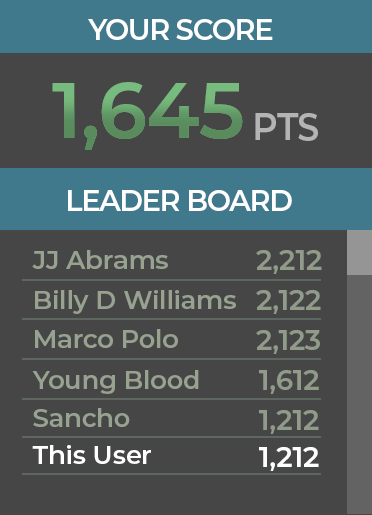 YOUR SCORE
1,645 PTS
LEADER BOARD
JJ Abrams 2,212
Billy D Williams 2,122
Marco Polo 2,123
Young Blood 1,612
Sancho 1,212
This User 1,212